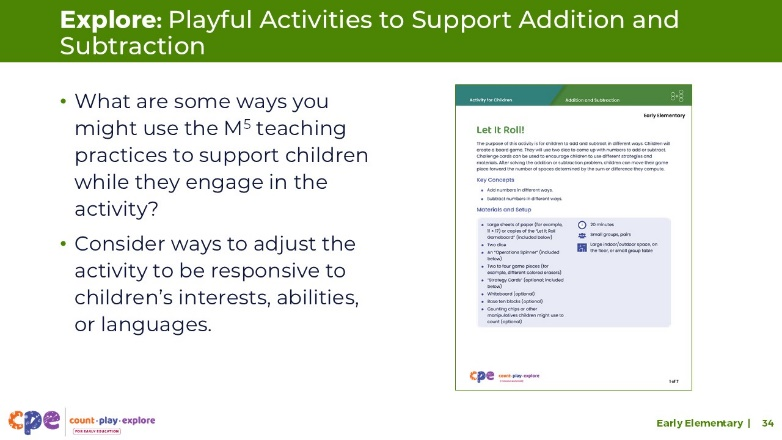 Explore: Playful Activities to Support Addition and
Subtraction
• What are some ways you
might use the M⁵ teaching
practices to support children
while they engage in the
activity?
• Consider ways to adjust the
activity to be responsive to
children’s interests, abilities,
or languages.
Activity for Children
Addition and Subtraction
Early Elementary
Let It Roll!
The purpose of this activity is for children to add and subtract in different ways. Children will
create a board game. They will use two dice to come up with numbers to add or subtract.
Challenge cards can be used to encourage children to use different strategies and
materials. After solving the addition or subtraction problem, children can move their game
piece forward the number of spaces determined by the sum or difference they compute.
Key Concepts
• Add numbers in different ways.
• Subtract numbers in different ways.
Materials and Setup
• Large sheets of paper (for example,
11 × 17) or copies of the “Let It Roll
Gameboard” (included below)
• Two dice
• An “Operations Spinner” (included
below)
• Two to four game pieces (for
example, different colored erasers)
• “Strategy Cards” (optional; included
below)
• Whiteboard (optional)
• Base ten blocks (optional)
• Counting chips or other
manipulatives children might use to
count (optional)
20 minutes
Small groups, pairs
Large indoor/outdoor space, on
the floor, or small group table
cpe count•play•explore
1 of 7
cpe count•play•explore
FOR EARLY EDUCATION
Early Elementary | 34